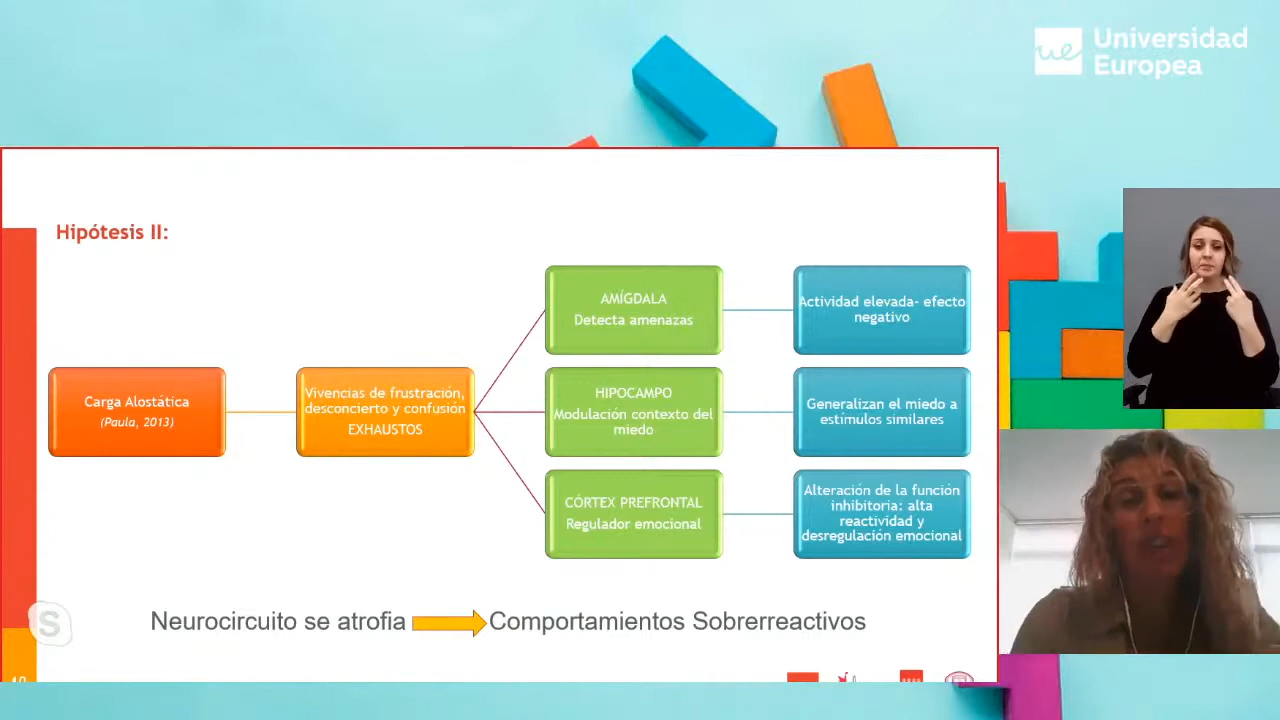 ue Universidad
Europea
Hipótesis II:
Carga Alostática
(Paula, 2013)
Vivencias de frustración,
desconcierto y confusión
EXHAUSTOS
AMÍGDALA
Detecta amenazas
Actividad elevada- efecto
negativo
HIPOCAMPO
Modulación contexto del
miedo
Generalizan el miedo a
estímulos similares
CÓRTEX PREFRONTAL
Regulador emocional
Alteración de la función
inhibitoria: alta
reactividad y
desregulación emocional
Neurocircuito se atrofia Comportamientos Sobrerreactivos
S